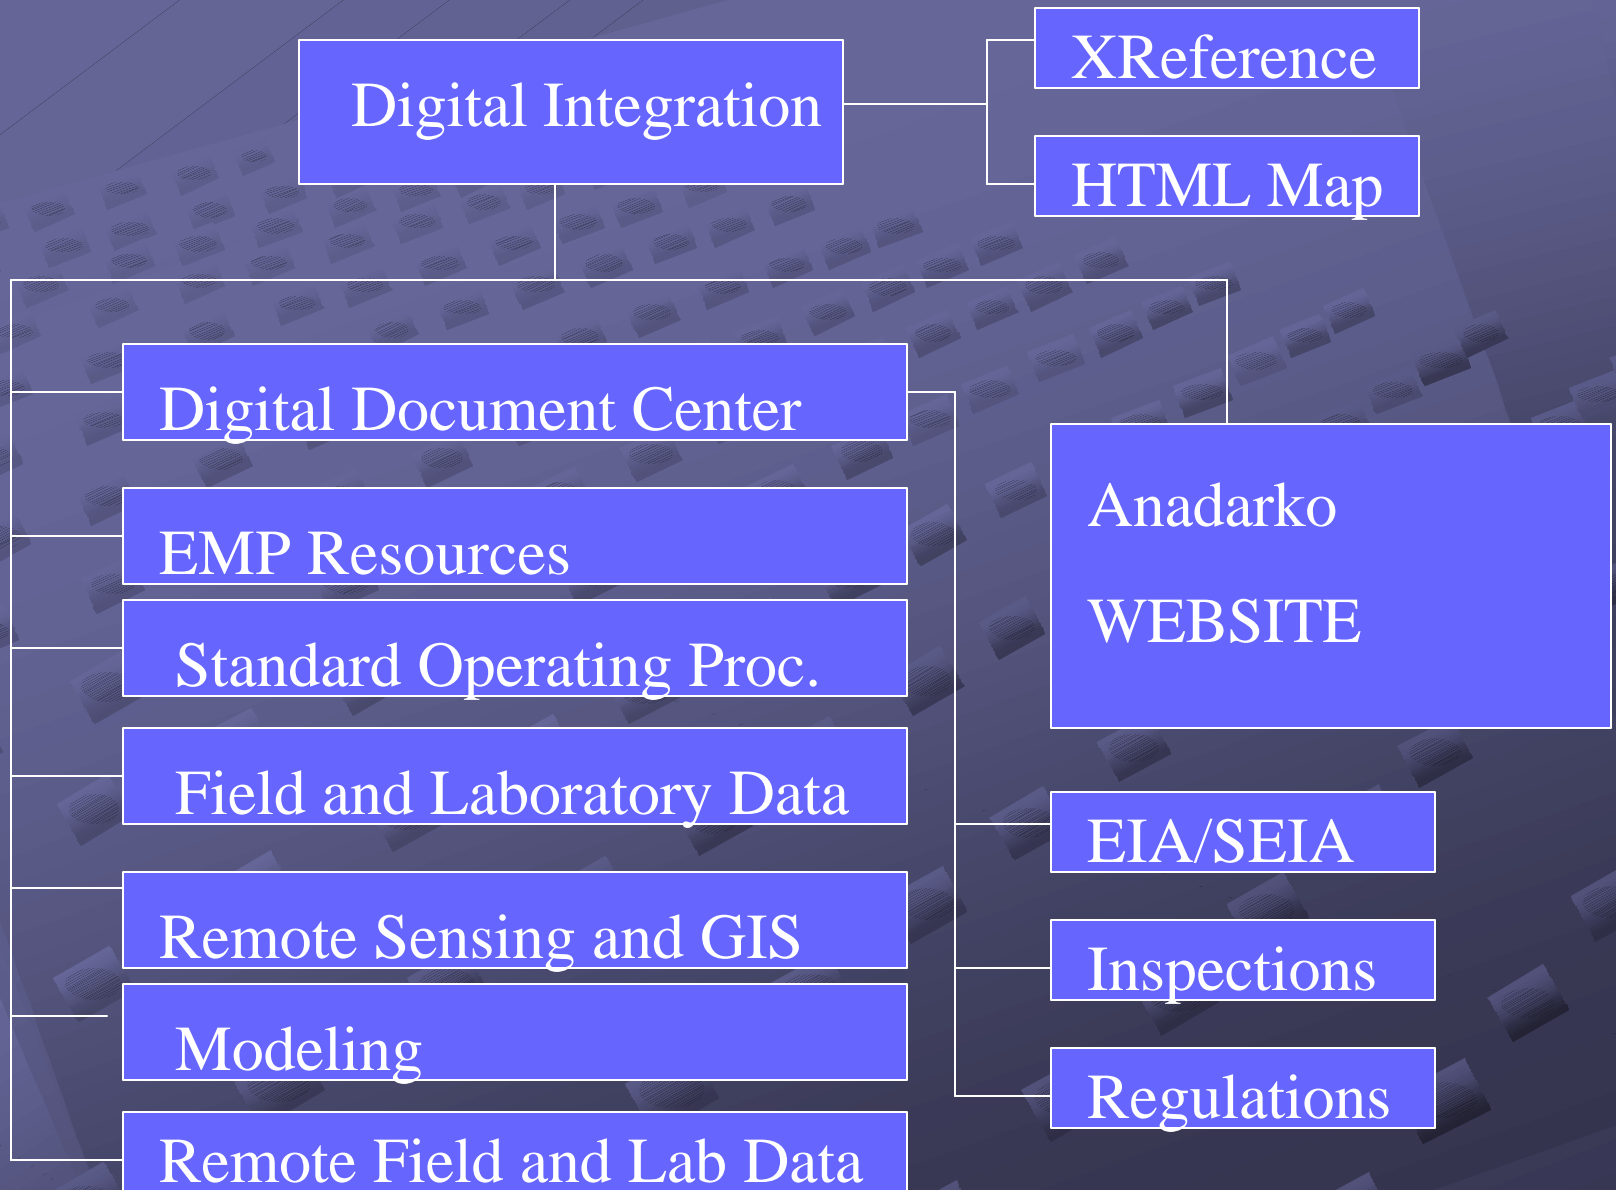 Digital Integration
XReference
HTML Map
Digital Document Center
EMP Resources
Standard Operating Proc.
Field and Laboratory Data
Remote Sensing and GIS
Modeling
Remote Field and Lab Data
Anadarko
WEBSITE
EIA/SEIA
Inspections
Regulations